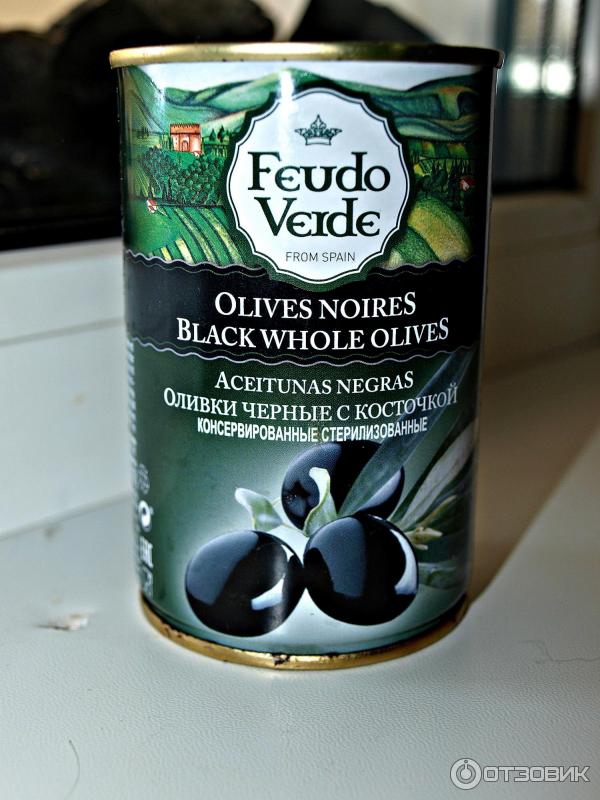 Feudo
Verde
FROM SPAIN
OLIVES NOIRES
BLACK WHOLE OLIVES
ACEITUNAS NEGRAS
ОЛИВКИ ЧЕРНЫЕ С КОСТОЧКОЙ
КОНСЕРВИРОВАННЫЕ СТЕРИЛИЗОВАННЫЕ
ОТЗОВИК